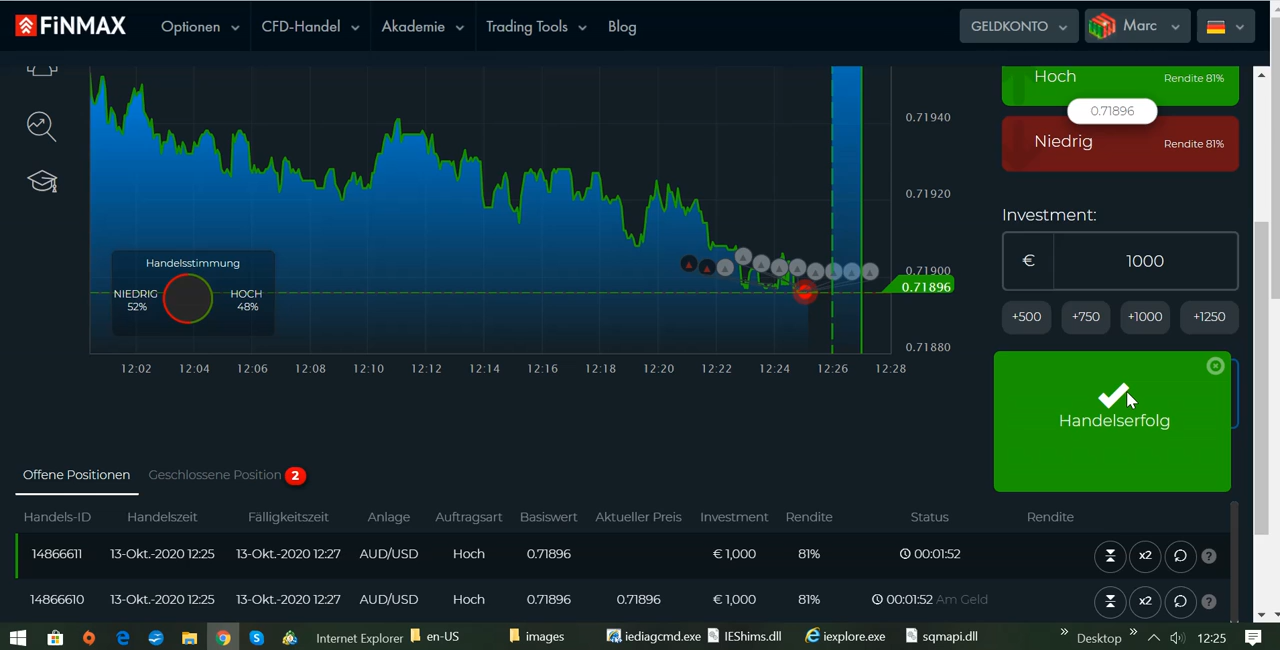 FiNMAX Optionen CFD-Handel Akademie Trading Tools Blog GELDKONTO Marc
Hoch Rendite 81%
0.71896
Niedrig Rendite 81%
0.71940
0.71920
0.71900
0.71896
0.71880
Handelsstimmung
NIEDRIG HOCH
52% 48%
12:02 12:04 12:06 12:08 12:10 12:12 12:14 12:16 12:18 12:20 12:22 12:24 12:26 12:28
Investment:
€ 1000
+500 +750 +1000 +1250
Handelserfolg
Offene Positionen Geschlossene Position 2
Handels-ID Handelszeit Fälligkeitszeit Anlage Auftragsart Basiswert Aktueller Preis Investment Rendite Status Rendite
14866611 13-Okt.-2020 12:25 13-Okt.-2020 12:27 AUD/USD Hoch 0.71896 € 1,000 81% 00:01:52 x2 ?
14866610 13-Okt.-2020 12:25 13-Okt.-2020 12:27 AUD/USD Hoch 0.71896 0.71896 € 1,000 81% 00:01:52 Am Geld x2 ?
Internet Explorer en-US images iediagcmd.exe IEShims.dll iexplore.exe sqmapi.dll » Desktop » 12:25